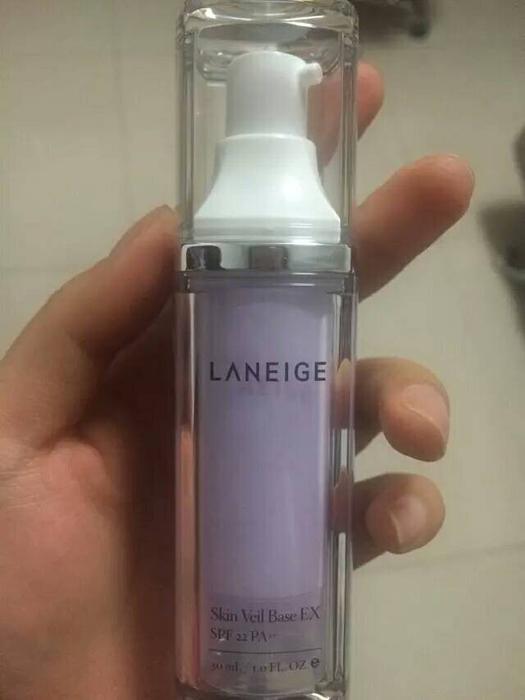 LANEIGE
Skin Veil Base EX
SPF 22 PA++
30 mL / 1.0 FL. OZ e